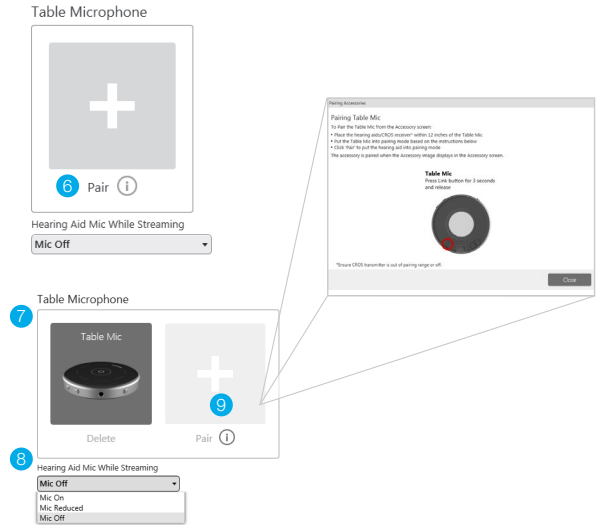 Table Microphone
6 Pair i
Hearing Aid Mic While Streaming
Mic Off
Pairing Accessories
Pairing Table Mic
To Pair the Table Mic from the Accessory screen:
• Place the hearing aids/CROS receiver* within 12 inches of the Table Mic
• Put the Table Mic into pairing mode based on the instructions below
• Click 'Pair' to put the hearing aid into pairing mode
The accessory is paired when the Accessory image displays in the Accessory screen.
Table Mic
Press Link button for 3 seconds
and release
*Ensure CROS transmitter is out of pairing range or off.
Close
Table Microphone
7
Table Mic
9
Delete
Pair i
8
Hearing Aid Mic While Streaming
Mic Off
Mic On
Mic Reduced
Mic Off